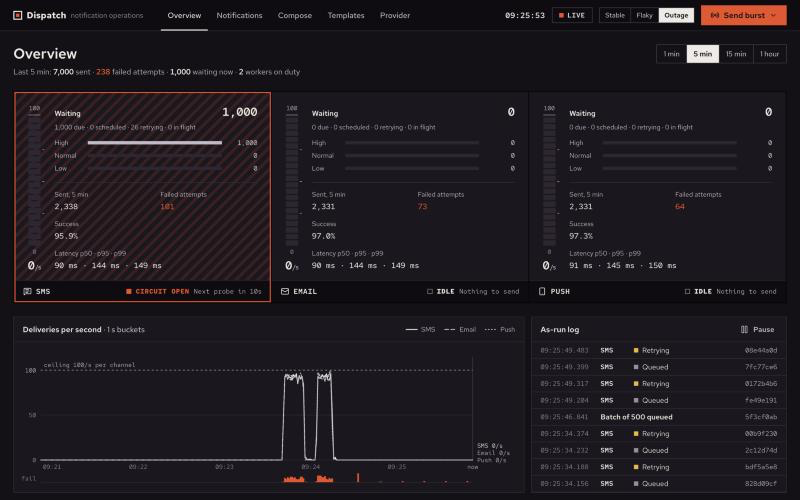 Dispatch notification operations Overview Notifications Compose Templates Provider 09:25:53 LIVE Stable Flaky Outage Send burst
Overview
1 min 5 min 15 min 1 hour
Last 5 min: 7,000 sent · 238 failed attempts · 1,000 waiting now · 2 workers on duty
100
Waiting 1,000
1,000 due · 0 scheduled · 26 retrying · 0 in flight
High 1,000
Normal 0
Low 0
Sent, 5 min Failed attempts
2,338 101
Success
95.9%
0
Latency p50 · p95 · p99
0/s 90 ms · 144 ms · 149 ms
SMS CIRCUIT OPEN Next probe in 10s
100
Waiting 0
0 due · 0 scheduled · 0 retrying · 0 in flight
High 0
Normal 0
Low 0
Sent, 5 min Failed attempts
2,331 73
Success
97.0%
0
Latency p50 · p95 · p99
0/s 90 ms · 144 ms · 149 ms
EMAIL IDLE Nothing to send
100
Waiting 0
0 due · 0 scheduled · 0 retrying · 0 in flight
High 0
Normal 0
Low 0
Sent, 5 min Failed attempts
2,331 64
Success
97.3%
0
Latency p50 · p95 · p99
0/s 91 ms · 145 ms · 150 ms
PUSH IDLE Nothing to send
Deliveries per second · 1 s buckets SMS Email Push
ceiling 100/s per channel
100
50
0
SMS 0/s
Email 0/s
Push 0/s
09:21 09:22 09:23 09:24 09:25 now
fail
As-run log Pause
09:25:49.483 SMS Retrying 08e44a0d
09:25:49.399 SMS Queued 7fc77ce6
09:25:49.317 SMS Retrying 0172b4b6
09:25:49.204 SMS Queued fe49e191
09:25:46.841 Batch of 500 queued 5f3cf0ab
09:25:34.374 SMS Retrying 00b9f230
09:25:34.232 SMS Queued 2c12d74d
09:25:34.188 SMS Retrying bdf5a5e8
09:25:34.156 SMS Queued 828d09cf